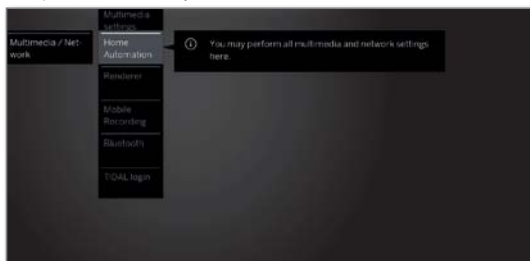 Multimedia
settings
Multimedia / Net-
work
Home
Automation
ⓘ You may perform all multimedia and network settings
here.
Renderer
Mobile
Recording
Bluetooth
TIDAL login